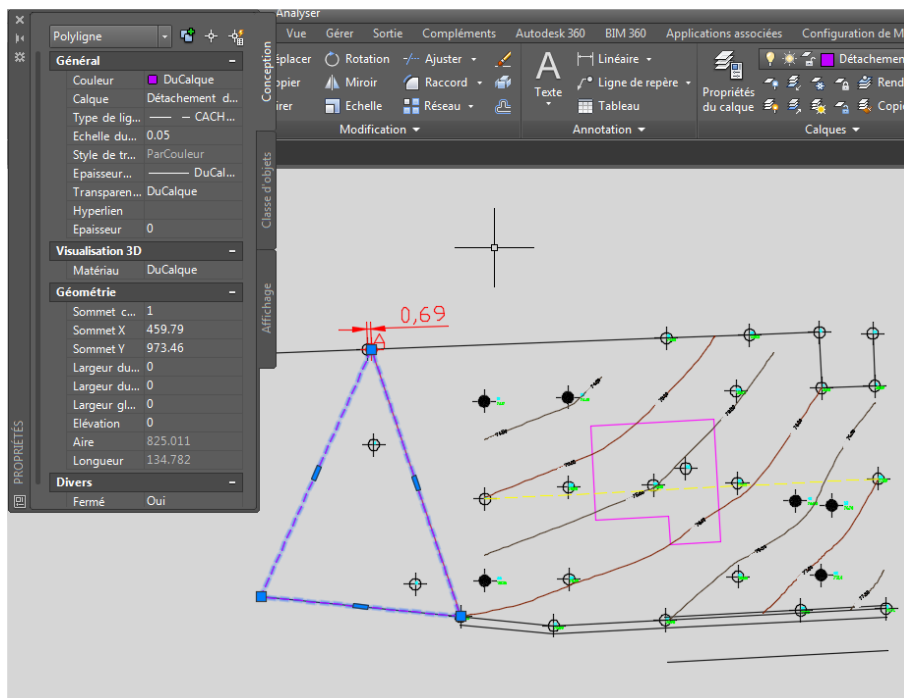 Analyser
Polyligne
Vue Gérer Sortie Compléments Autodesk 360 BIM 360 Applications associées Configuration de M
Général
Couleur DuCalque
Calque Détachement d...
Type de lig... CACH...
Echelle du... 0.05
Style de tr... ParCouleur
Epaisseur... DuCal...
Transparen... DuCalque
Hyperlien
Epaisseur 0
Visualisation 3D
Matériau DuCalque
Géométrie
Sommet c... 1
Sommet X 459.79
Sommet Y 973.46
Largeur du... 0
Largeur du... 0
Largeur gl... 0
Elévation 0
Aire 825.011
Longueur 134.782
Divers
Fermé Oui
PROPRIÉTÉS
Conception
Classe d'objets
Affichage
éplacer Rotation Ajuster
opier Miroir Raccord
irer Echelle Réseau
Modification
A
Texte
Linéaire
Ligne de repère
Tableau
Annotation
Propriétés
du calque
Détachemen
Rend
Copie
Calques
0,69
A